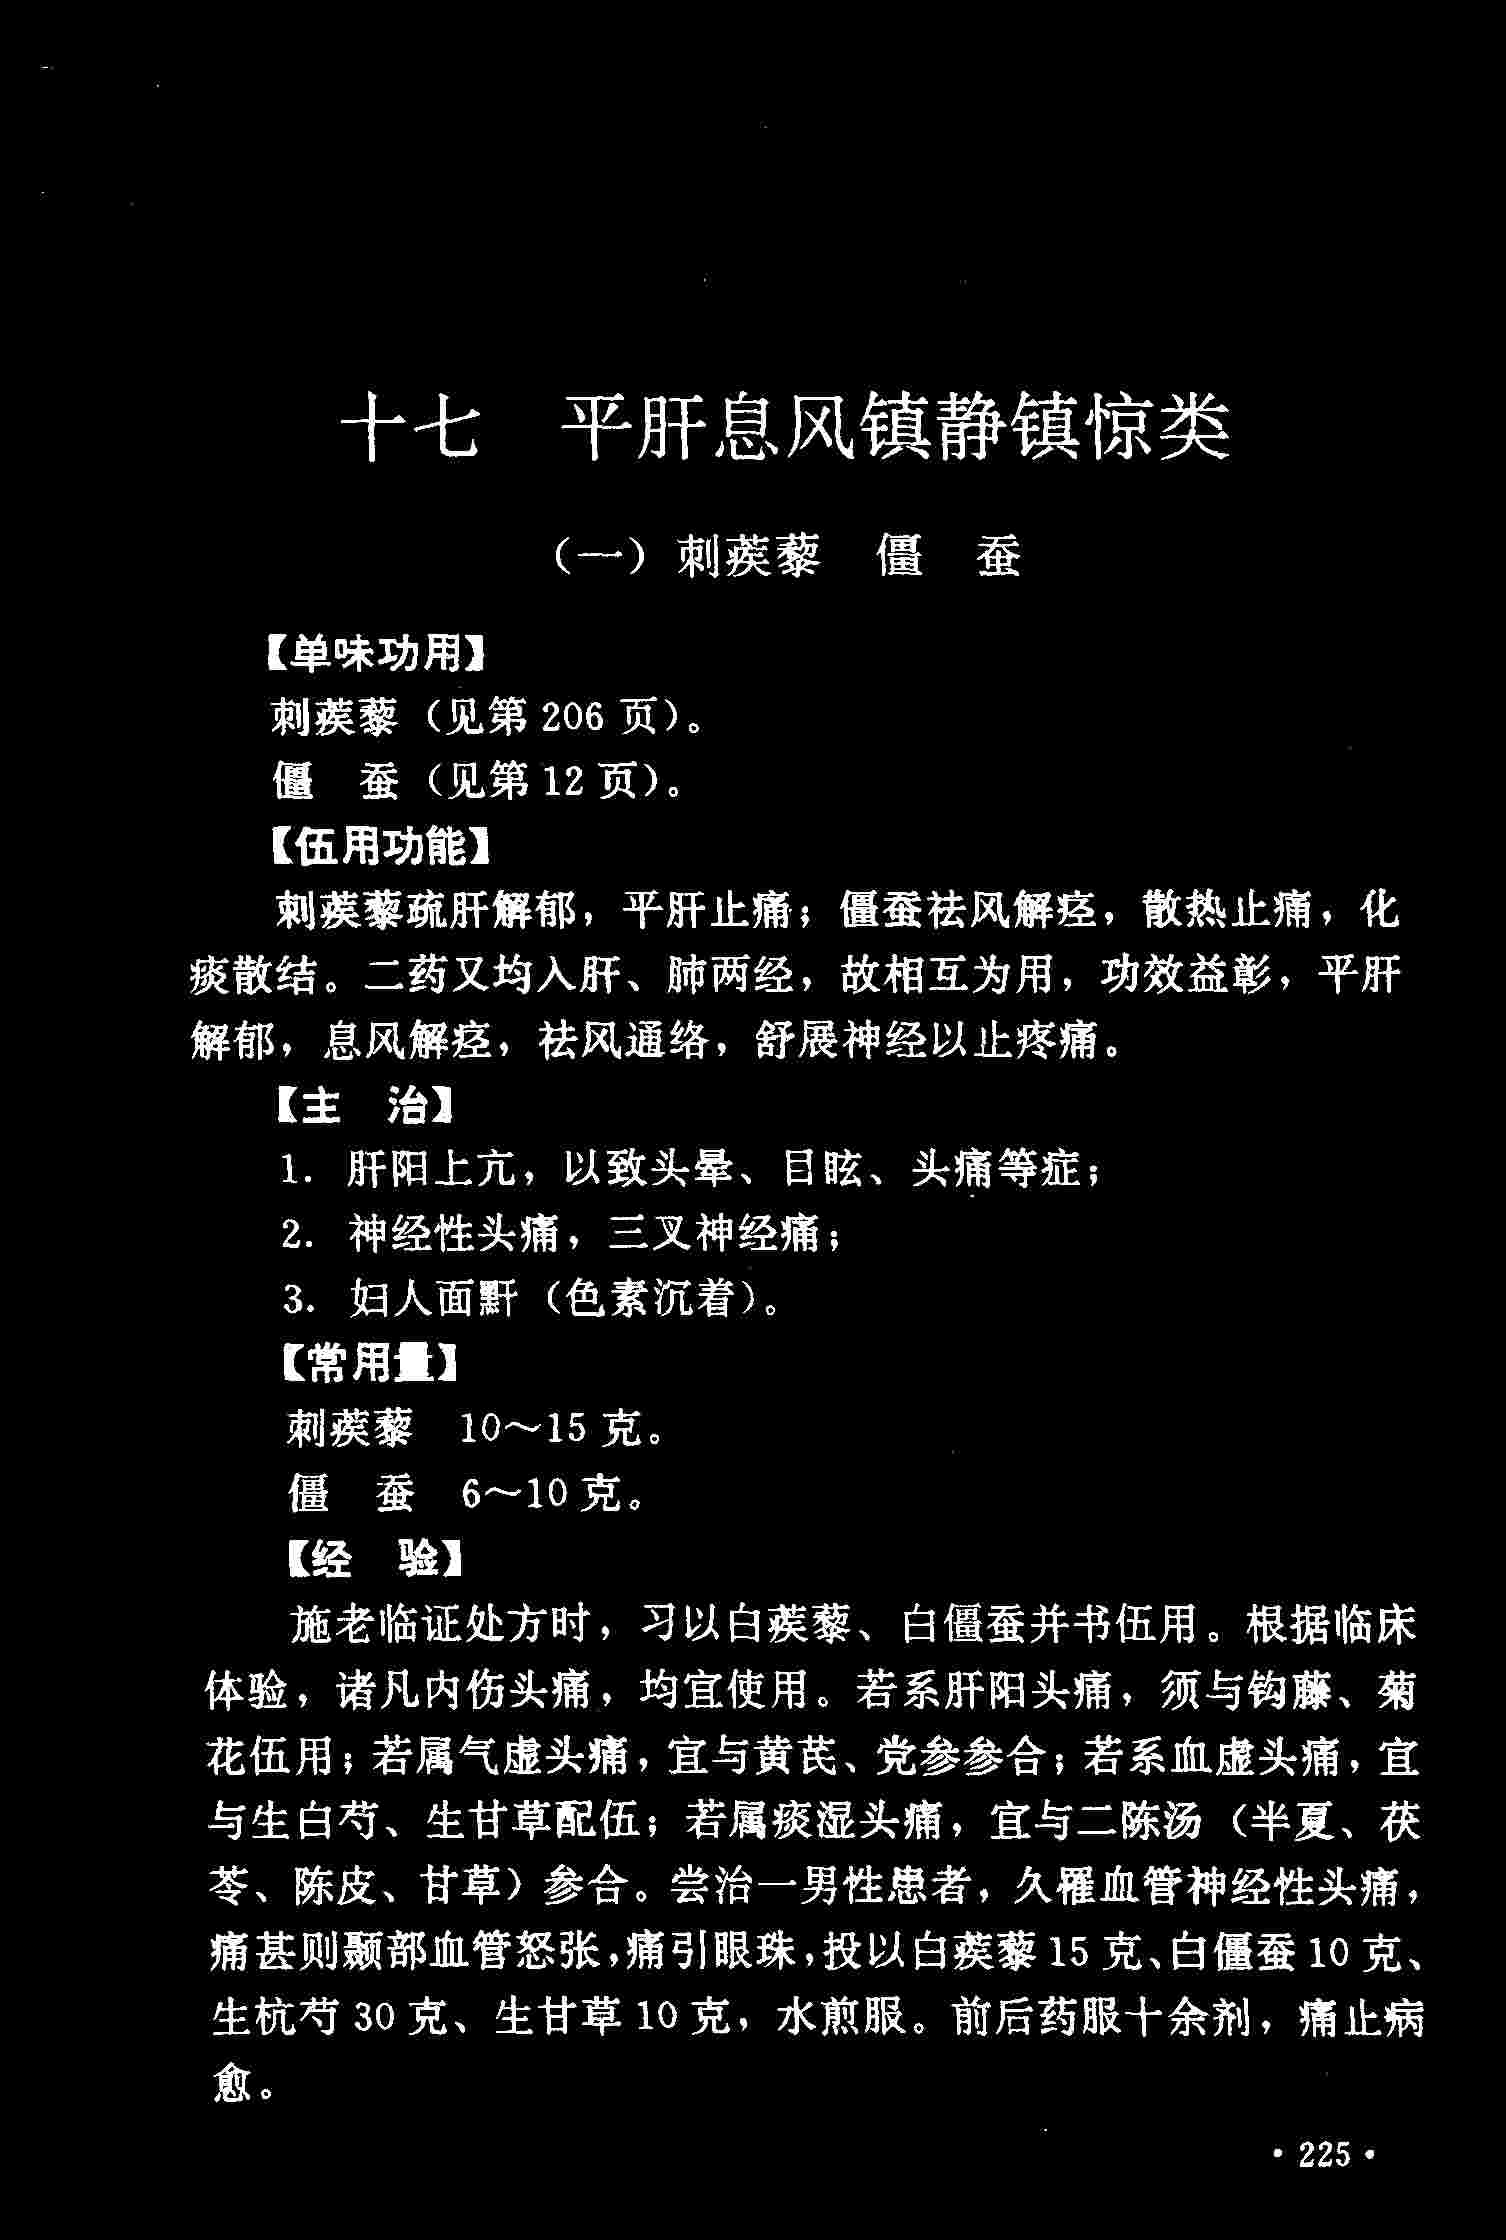 十七　平肝息风镇静镇惊类
（一）刺蒺藜　僵　蚕
【单味功用】
刺蒺藜（见第 206 页）。
僵　蚕（见第 12 页）。
【伍用功能】
刺蒺藜疏肝解郁，平肝止痛；僵蚕祛风解痉，散热止痛，化
痰散结。二药又均入肝、肺两经，故相互为用，功效益彰，平肝
解郁，息风解痉，祛风通络，舒展神经以止疼痛。
【主　治】
1. 肝阳上亢，以致头晕、目眩、头痛等症；
2. 神经性头痛，三叉神经痛；
3. 妇人面䵟（色素沉着）。
【常用量】
刺蒺藜　10～15 克。
僵　蚕　6～10 克。
【经　验】
施老临证处方时，习以白蒺藜、白僵蚕并书伍用。根据临床
体验，诸凡内伤头痛，均宜使用。若系肝阳头痛，须与钩藤、菊
花伍用；若属气虚头痛，宜与黄芪、党参参合；若系血虚头痛，宜
与生白芍、生甘草配伍；若属痰湿头痛，宜与二陈汤（半夏、茯
苓、陈皮、甘草）参合。尝治一男性患者，久罹血管神经性头痛，
痛甚则颞部血管怒张，痛引眼珠，投以白蒺藜 15 克、白僵蚕 10 克、
生杭芍 30 克、生甘草 10 克，水煎服。前后药服十余剂，痛止病
愈。
·225·